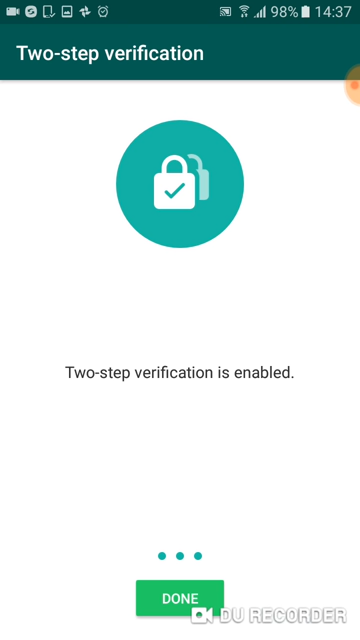 98% 14:37
Two-step verification
Two-step verification is enabled.
DONE
DU RECORDER